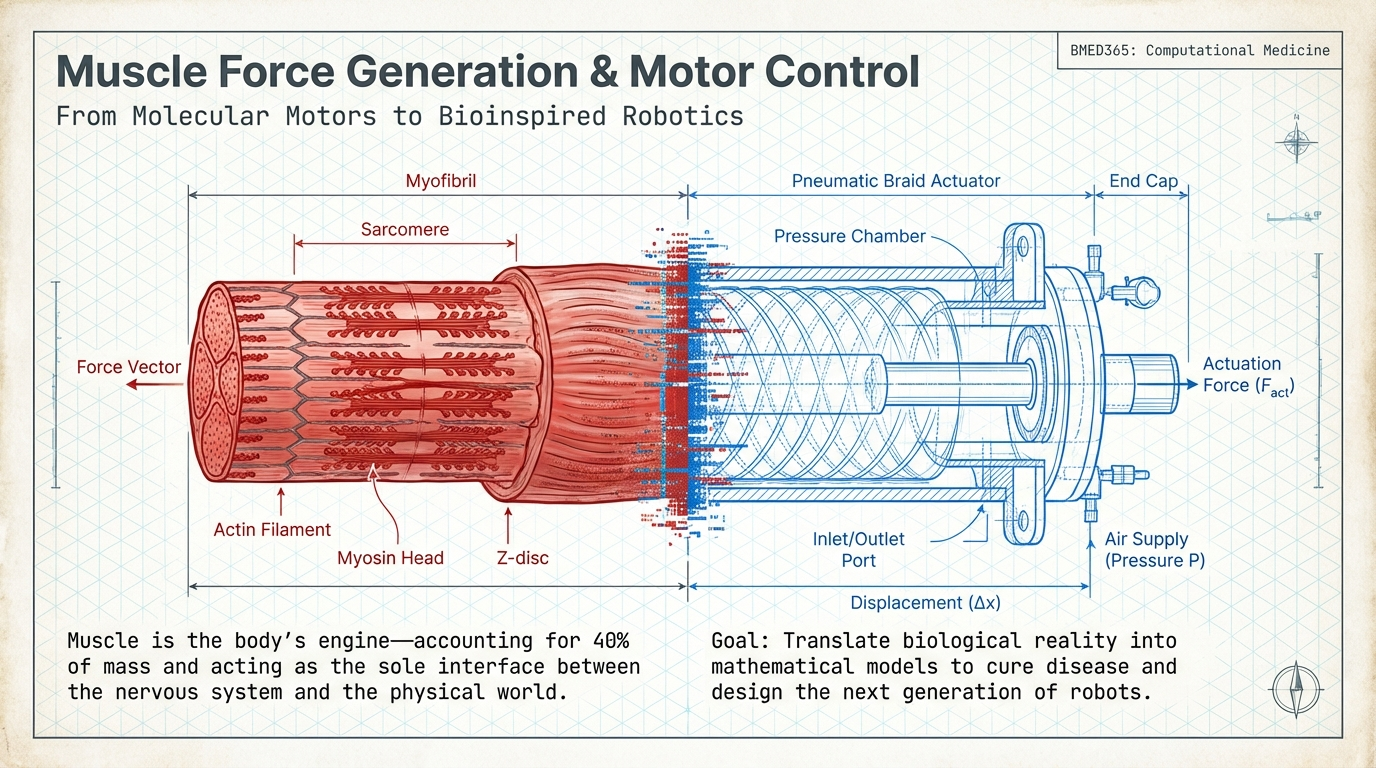 BMED365: Computational Medicine
Muscle Force Generation & Motor Control
From Molecular Motors to Bioinspired Robotics
Myofibril
Pneumatic Braid Actuator
End Cap
Sarcomere
Pressure Chamber
Force Vector
Actuation
Force (Fact)
Actin Filament
Myosin Head
Z-disc
Inlet/Outlet
Port
Air Supply
(Pressure P)
Displacement (Δx)
Muscle is the body's engine—accounting for 40%
of mass and acting as the sole interface between
the nervous system and the physical world.
Goal: Translate biological reality into
mathematical models to cure disease and
design the next generation of robots.
N